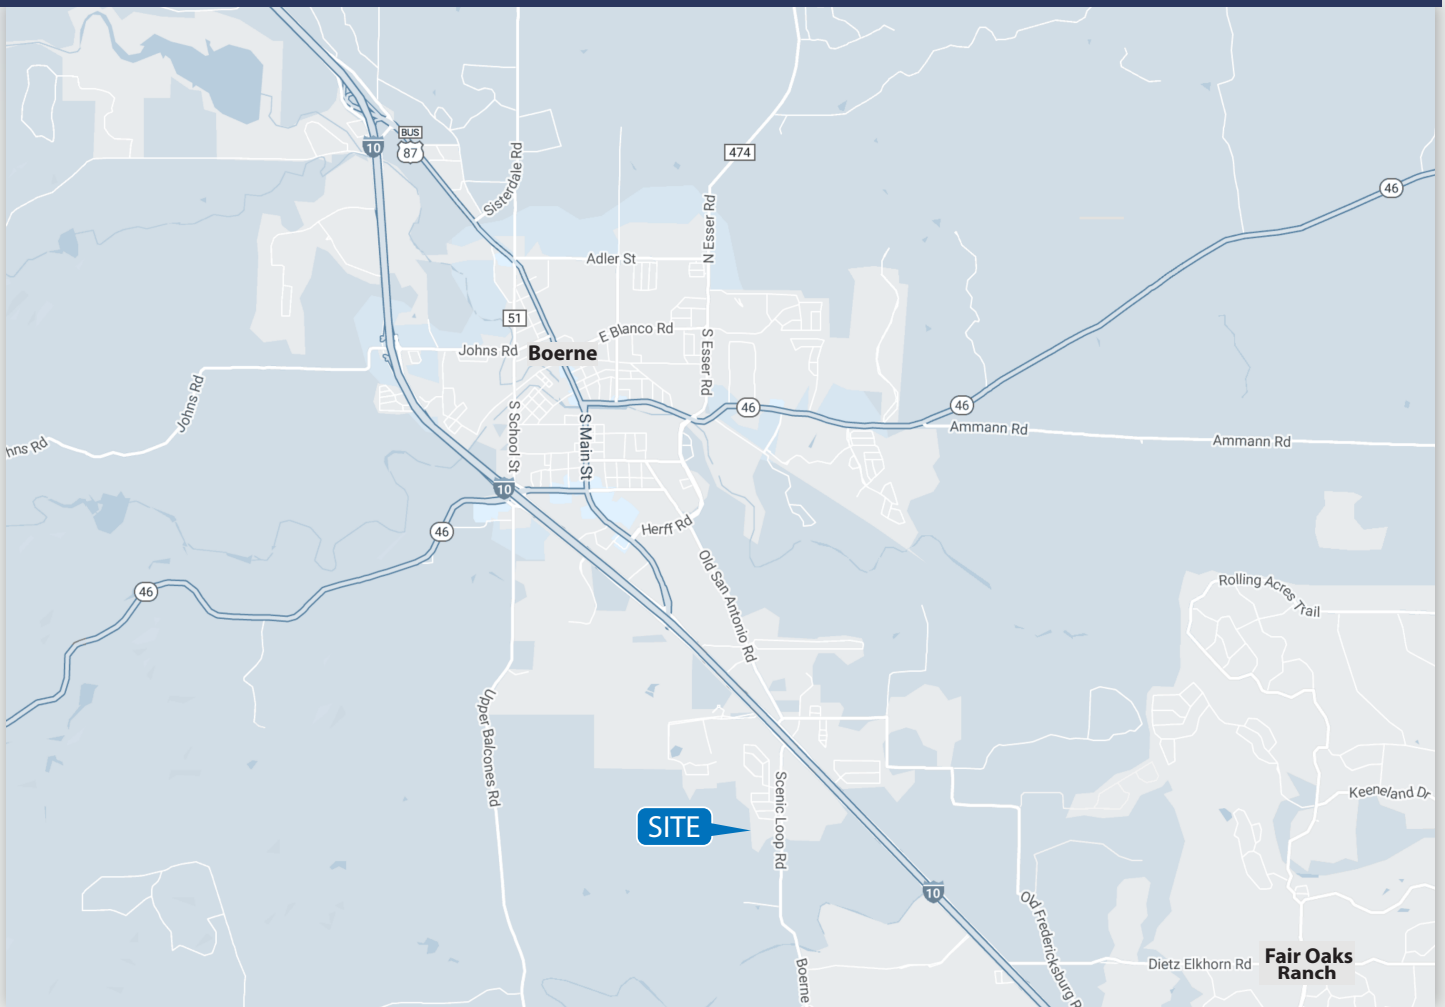 BUS
87
10
474
46
Sisterdale Rd
N Esser Rd
Adler St
51
E Blanco Rd
Johns Rd
Boerne
S Esser Rd
Johns Rd
46
46
S School St
S Main St
Ammann Rd
Ammann Rd
hns Rd
10
46
Herff Rd
46
Old San Antonio Rd
Rolling Acres Trail
Upper Balcones Rd
Scenic Loop Rd
Keeneland Dr
SITE
10
Old Fredericksburg R
Dietz Elkhorn Rd
Fair Oaks
Ranch
Boerne